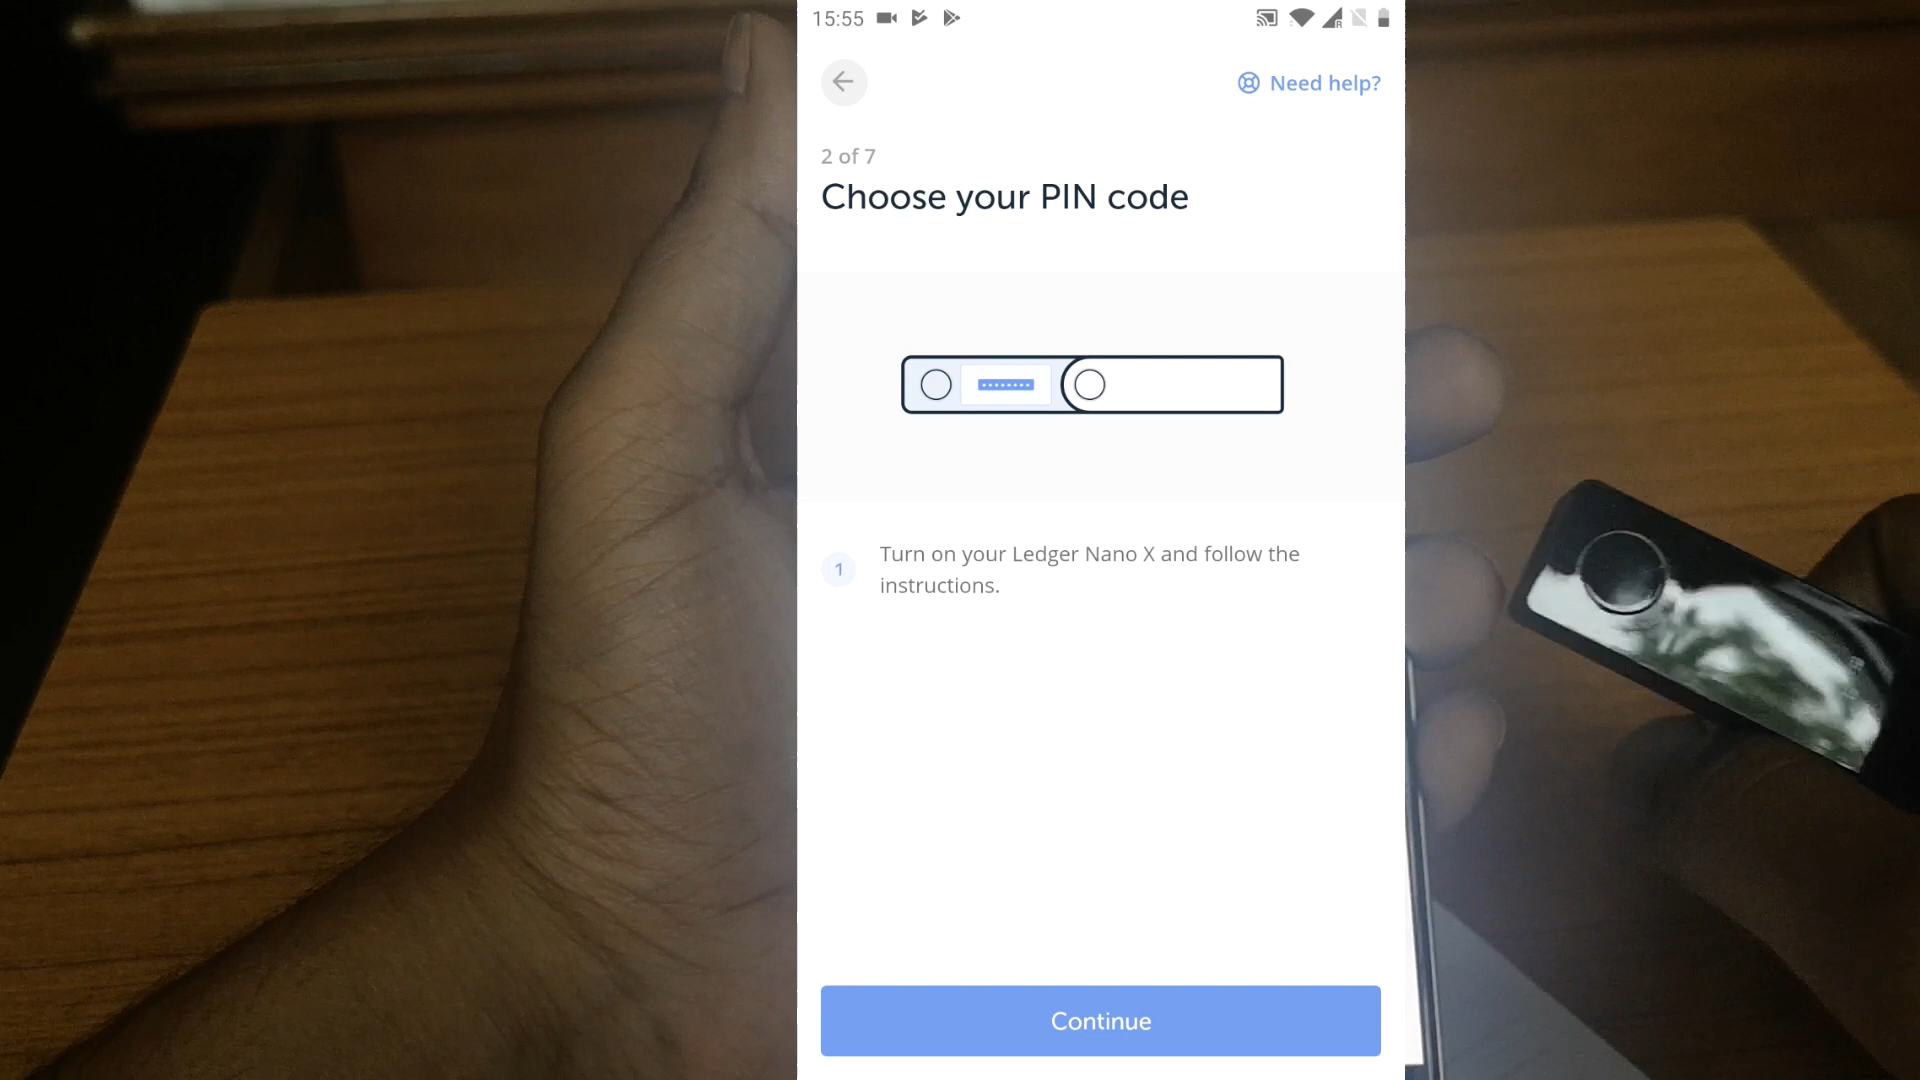 15:55
Need help?
2 of 7
Choose your PIN code
1
Turn on your Ledger Nano X and follow the
instructions.
Continue